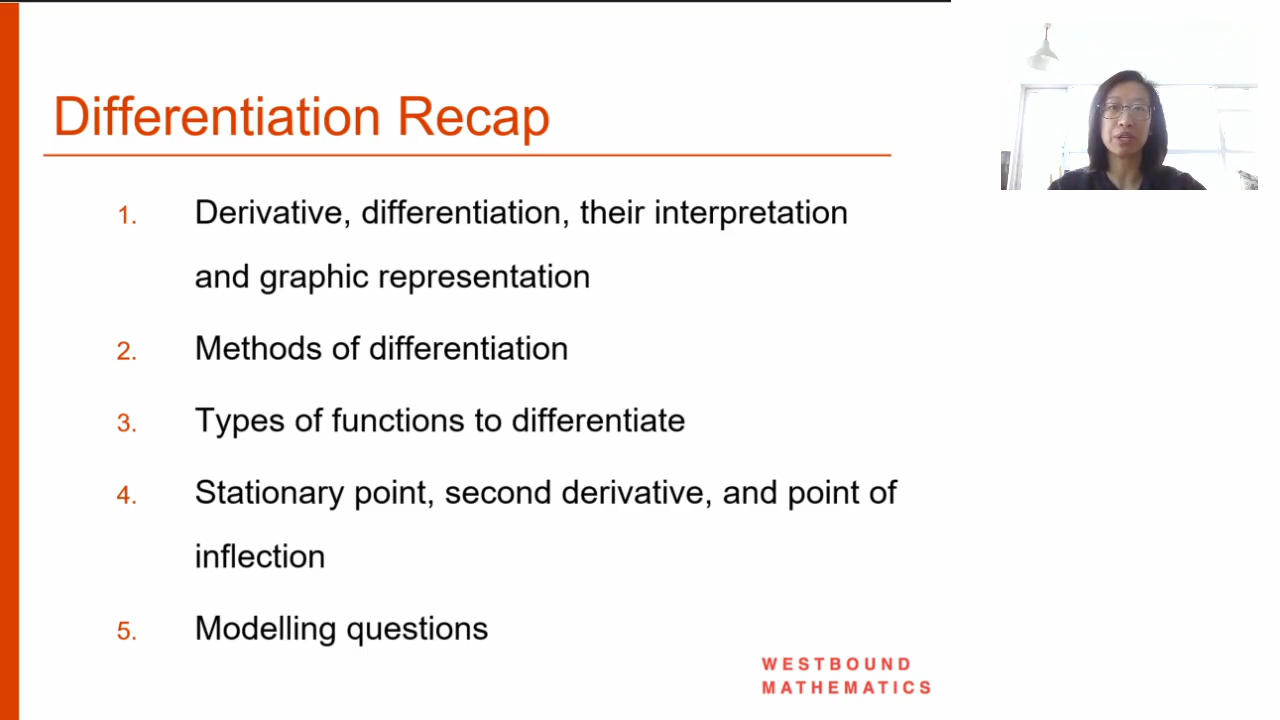 Differentiation Recap
1. Derivative, differentiation, their interpretation
and graphic representation
2. Methods of differentiation
3. Types of functions to differentiate
4. Stationary point, second derivative, and point of
inflection
5. Modelling questions
WESTBOUND
MATHEMATICS